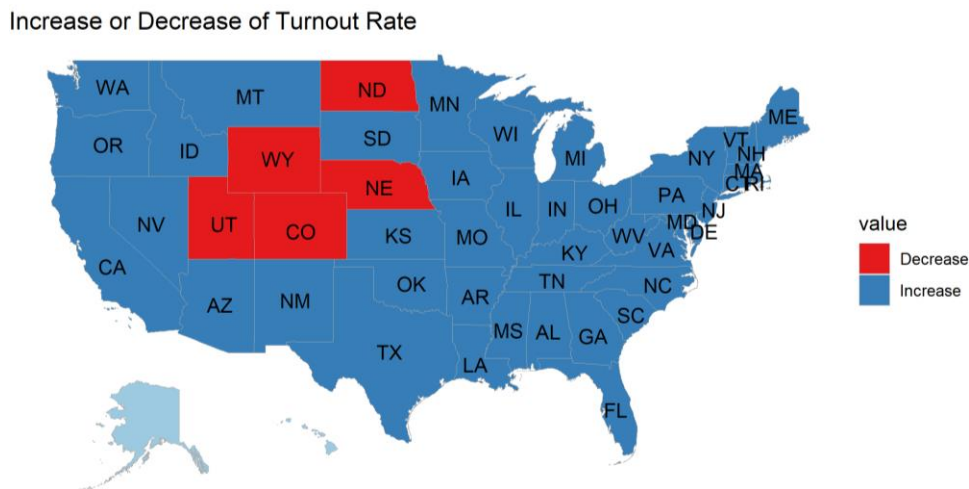 Increase or Decrease of Turnout Rate
WA
MT
ND
MN
ME
OR
ID
WY
SD
WI
MI
NY
VT
NH
MA
CT
RI
NV
UT
CO
NE
IA
IL
IN
OH
PA
NJ
MD
DE
CA
KS
MO
KY
WV
VA
AZ
NM
OK
AR
TN
NC
SC
TX
LA
MS
AL
GA
FL
value
Decrease
Increase